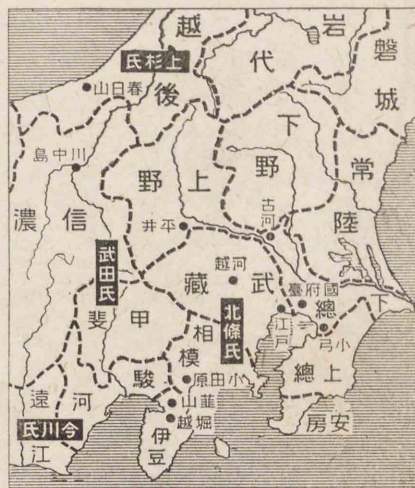 越後
岩代
磐城
氏杉上
山日春
下野
常陸
島中川
上野
信濃
古河
井平
武田氏
越河
武藏
臺府國
下總
甲斐
北條氏
江戸
相模
弓小
駿河
原田小
上總
山韮
遠江
越堀
房安
氏川今
伊豆